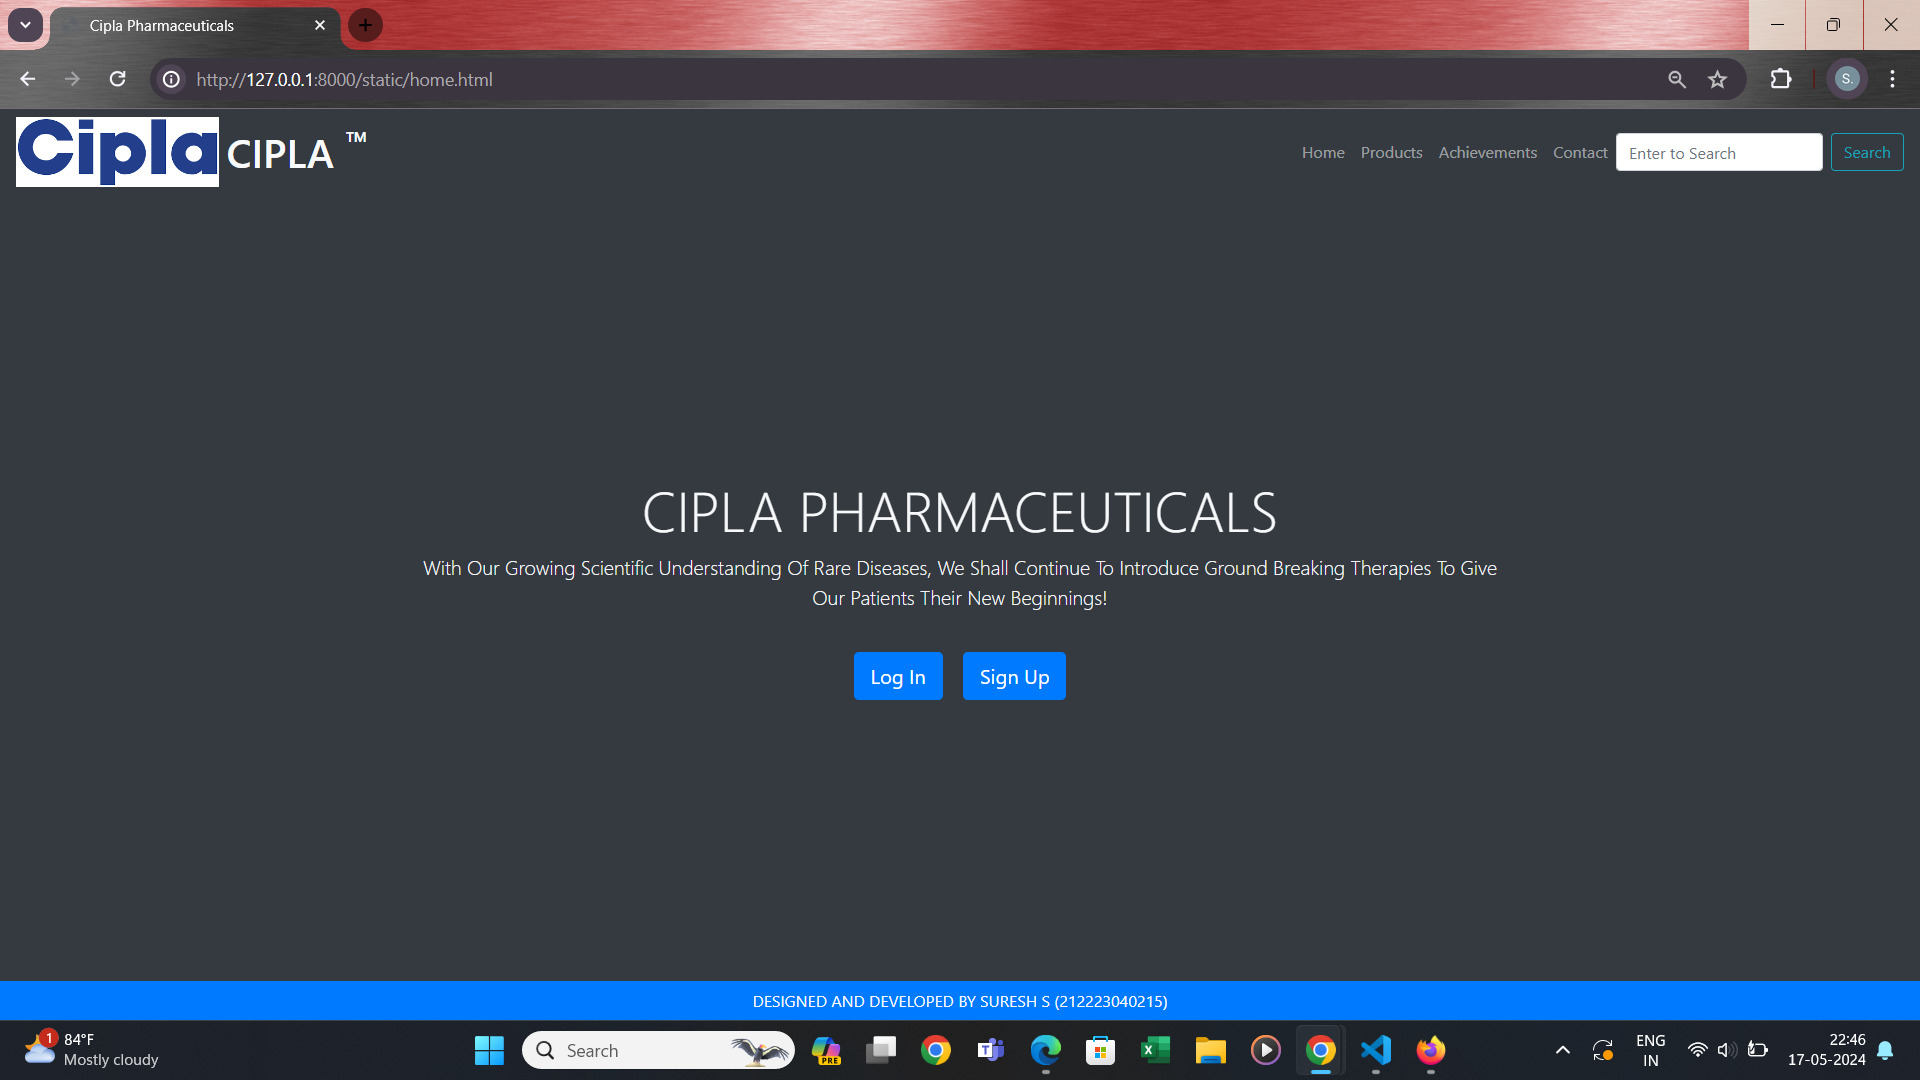 Cipla Pharmaceuticals
http://127.0.0.1:8000/static/home.html
S.
Cipla CIPLA ™
Home Products Achievements Contact Enter to Search Search
CIPLA PHARMACEUTICALS
With Our Growing Scientific Understanding Of Rare Diseases, We Shall Continue To Introduce Ground Breaking Therapies To Give
Our Patients Their New Beginnings!
Log In Sign Up
DESIGNED AND DEVELOPED BY SURESH S (212223040215)
1
84°F
Mostly cloudy
Search
PRE
ENG
IN
22:46
17-05-2024